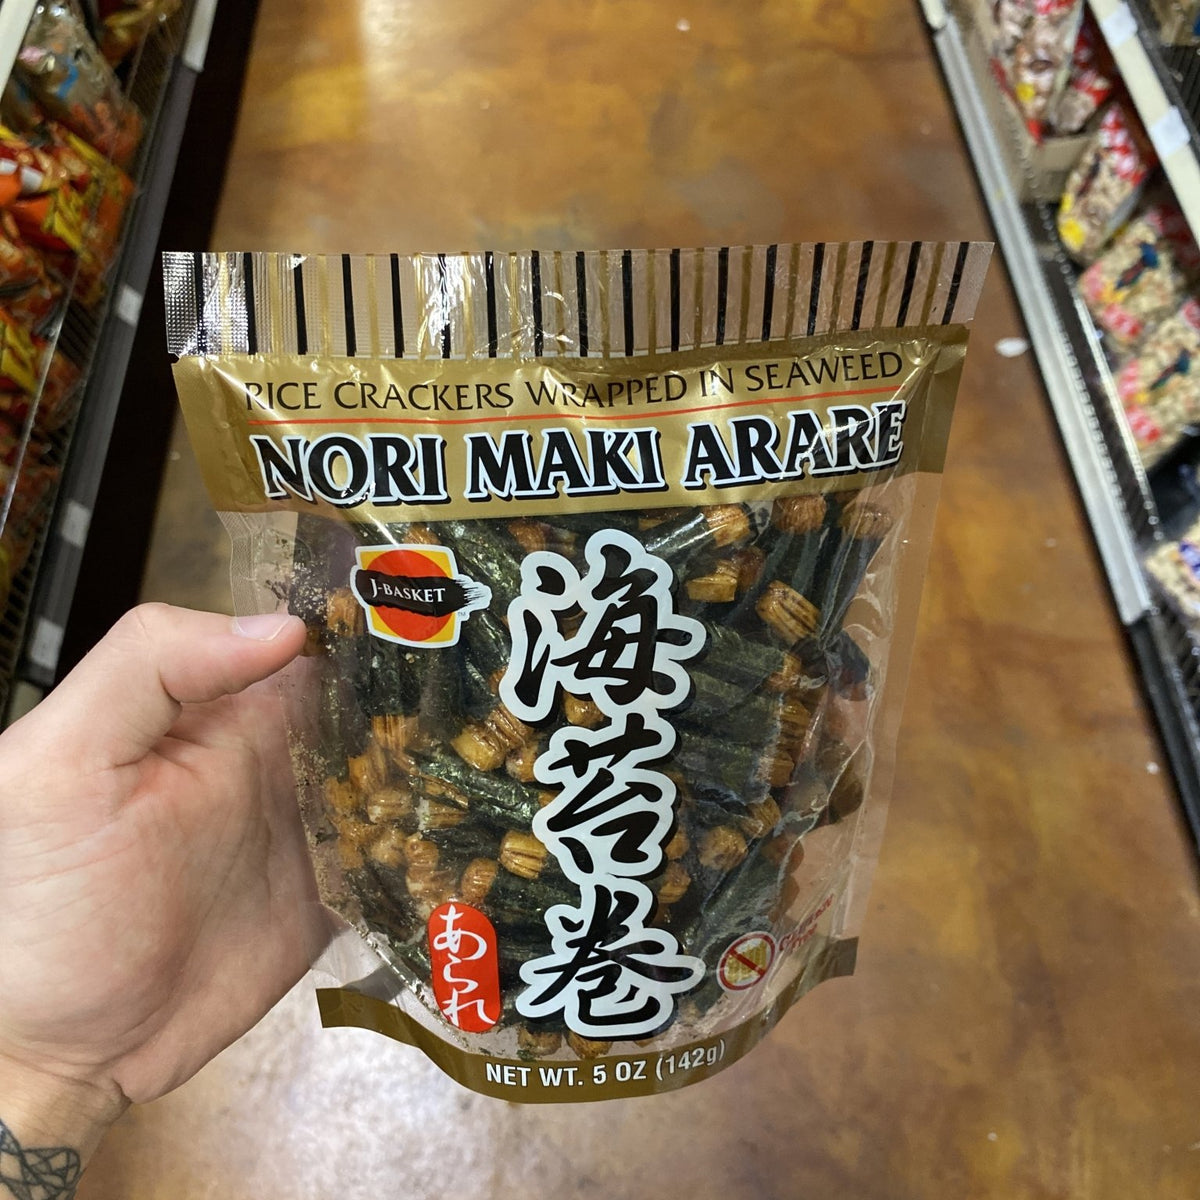 RICE CRACKERS WRAPPED IN SEAWEED
NORI MAKI ARARE
J-BASKET
海苔巻
あられ
NET WT. 5 OZ (142g)